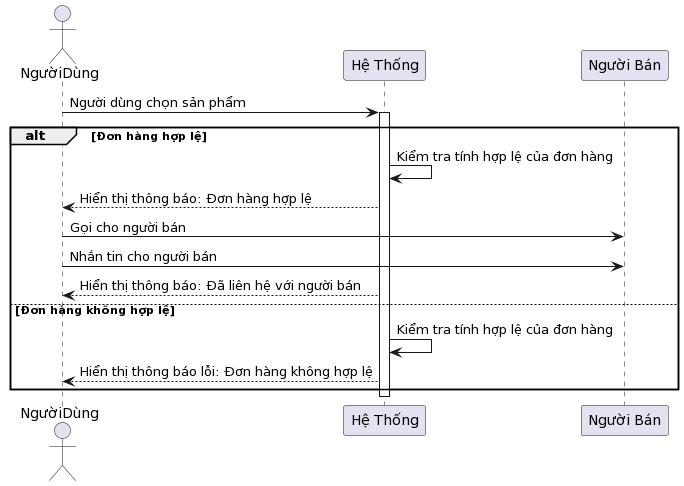 NgườiDùng
Hệ Thống
Người Bán
Người dùng chọn sản phẩm
alt
[Đơn hàng hợp lệ]
Kiểm tra tính hợp lệ của đơn hàng
Hiển thị thông báo: Đơn hàng hợp lệ
Gọi cho người bán
Nhắn tin cho người bán
Hiển thị thông báo: Đã liên hệ với người bán
[Đơn hàng không hợp lệ]
Kiểm tra tính hợp lệ của đơn hàng
Hiển thị thông báo lỗi: Đơn hàng không hợp lệ
NgườiDùng
Hệ Thống
Người Bán